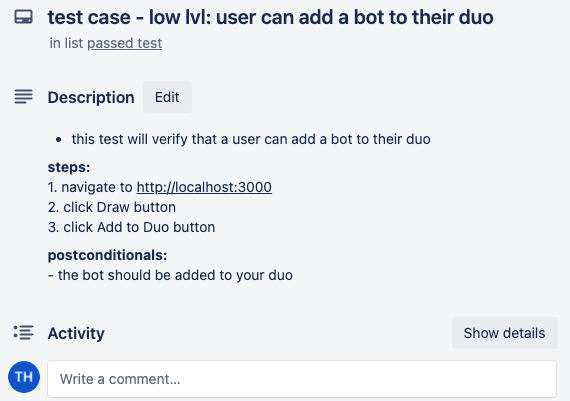 test case - low lvl: user can add a bot to their duo
in list passed test
Description Edit
• this test will verify that a user can add a bot to their duo
steps:
1. navigate to http://localhost:3000
2. click Draw button
3. click Add to Duo button
postconditionals:
- the bot should be added to your duo
Activity Show details
TH Write a comment...